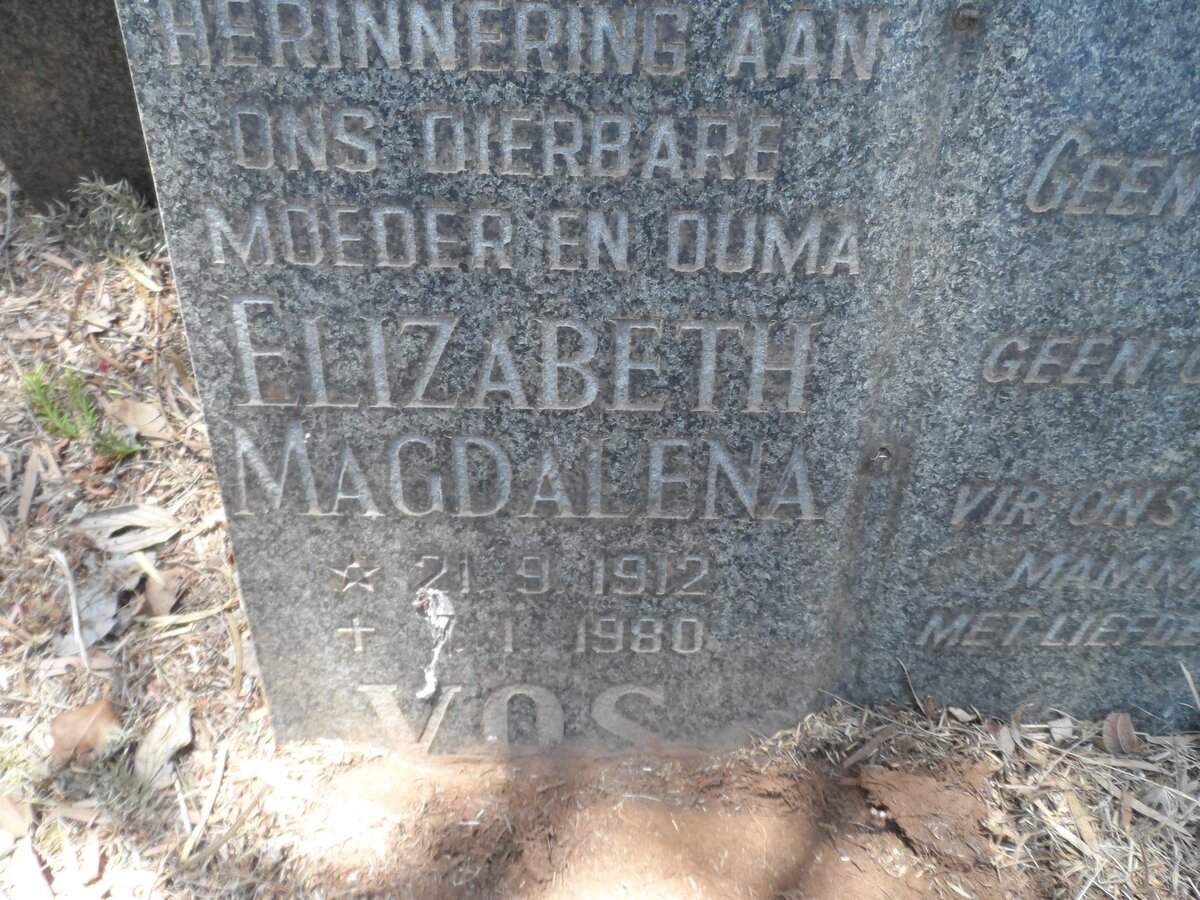 HERINNERING AAN
ONS DIERBARE
MOEDER EN OUMA
ELIZABETH
MAGDALENA
☆ 21. 9. 1912
+ 1. 1980
VOS
GEEN
GEEN
VIR ONS
MET LIEFDE